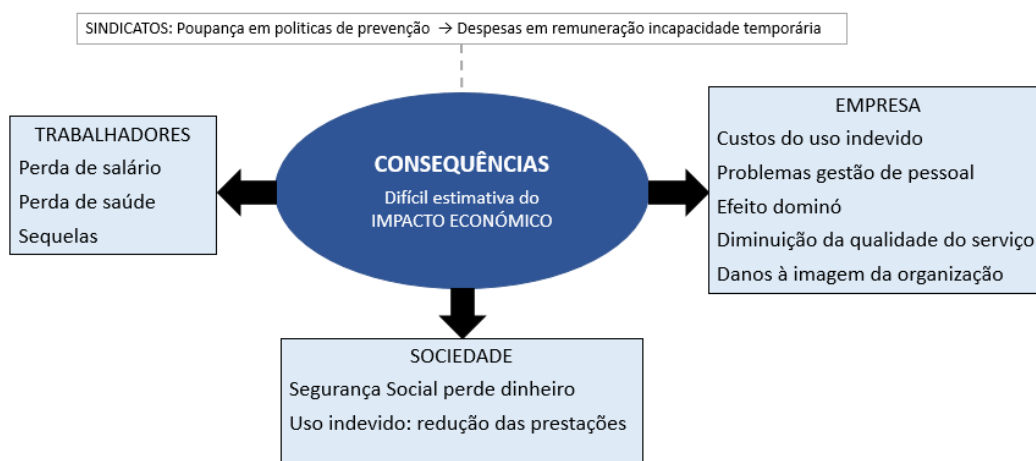 SINDICATOS: Poupança em politicas de prevenção → Despesas em remuneração incapacidade temporária
TRABALHADORES
Perda de salário
Perda de saúde
Sequelas
CONSEQUÊNCIAS
Difícil estimativa do
IMPACTO ECONÓMICO
EMPRESA
Custos do uso indevido
Problemas gestão de pessoal
Efeito dominó
Diminuição da qualidade do serviço
Danos à imagem da organização
SOCIEDADE
Segurança Social perde dinheiro
Uso indevido: redução das prestações